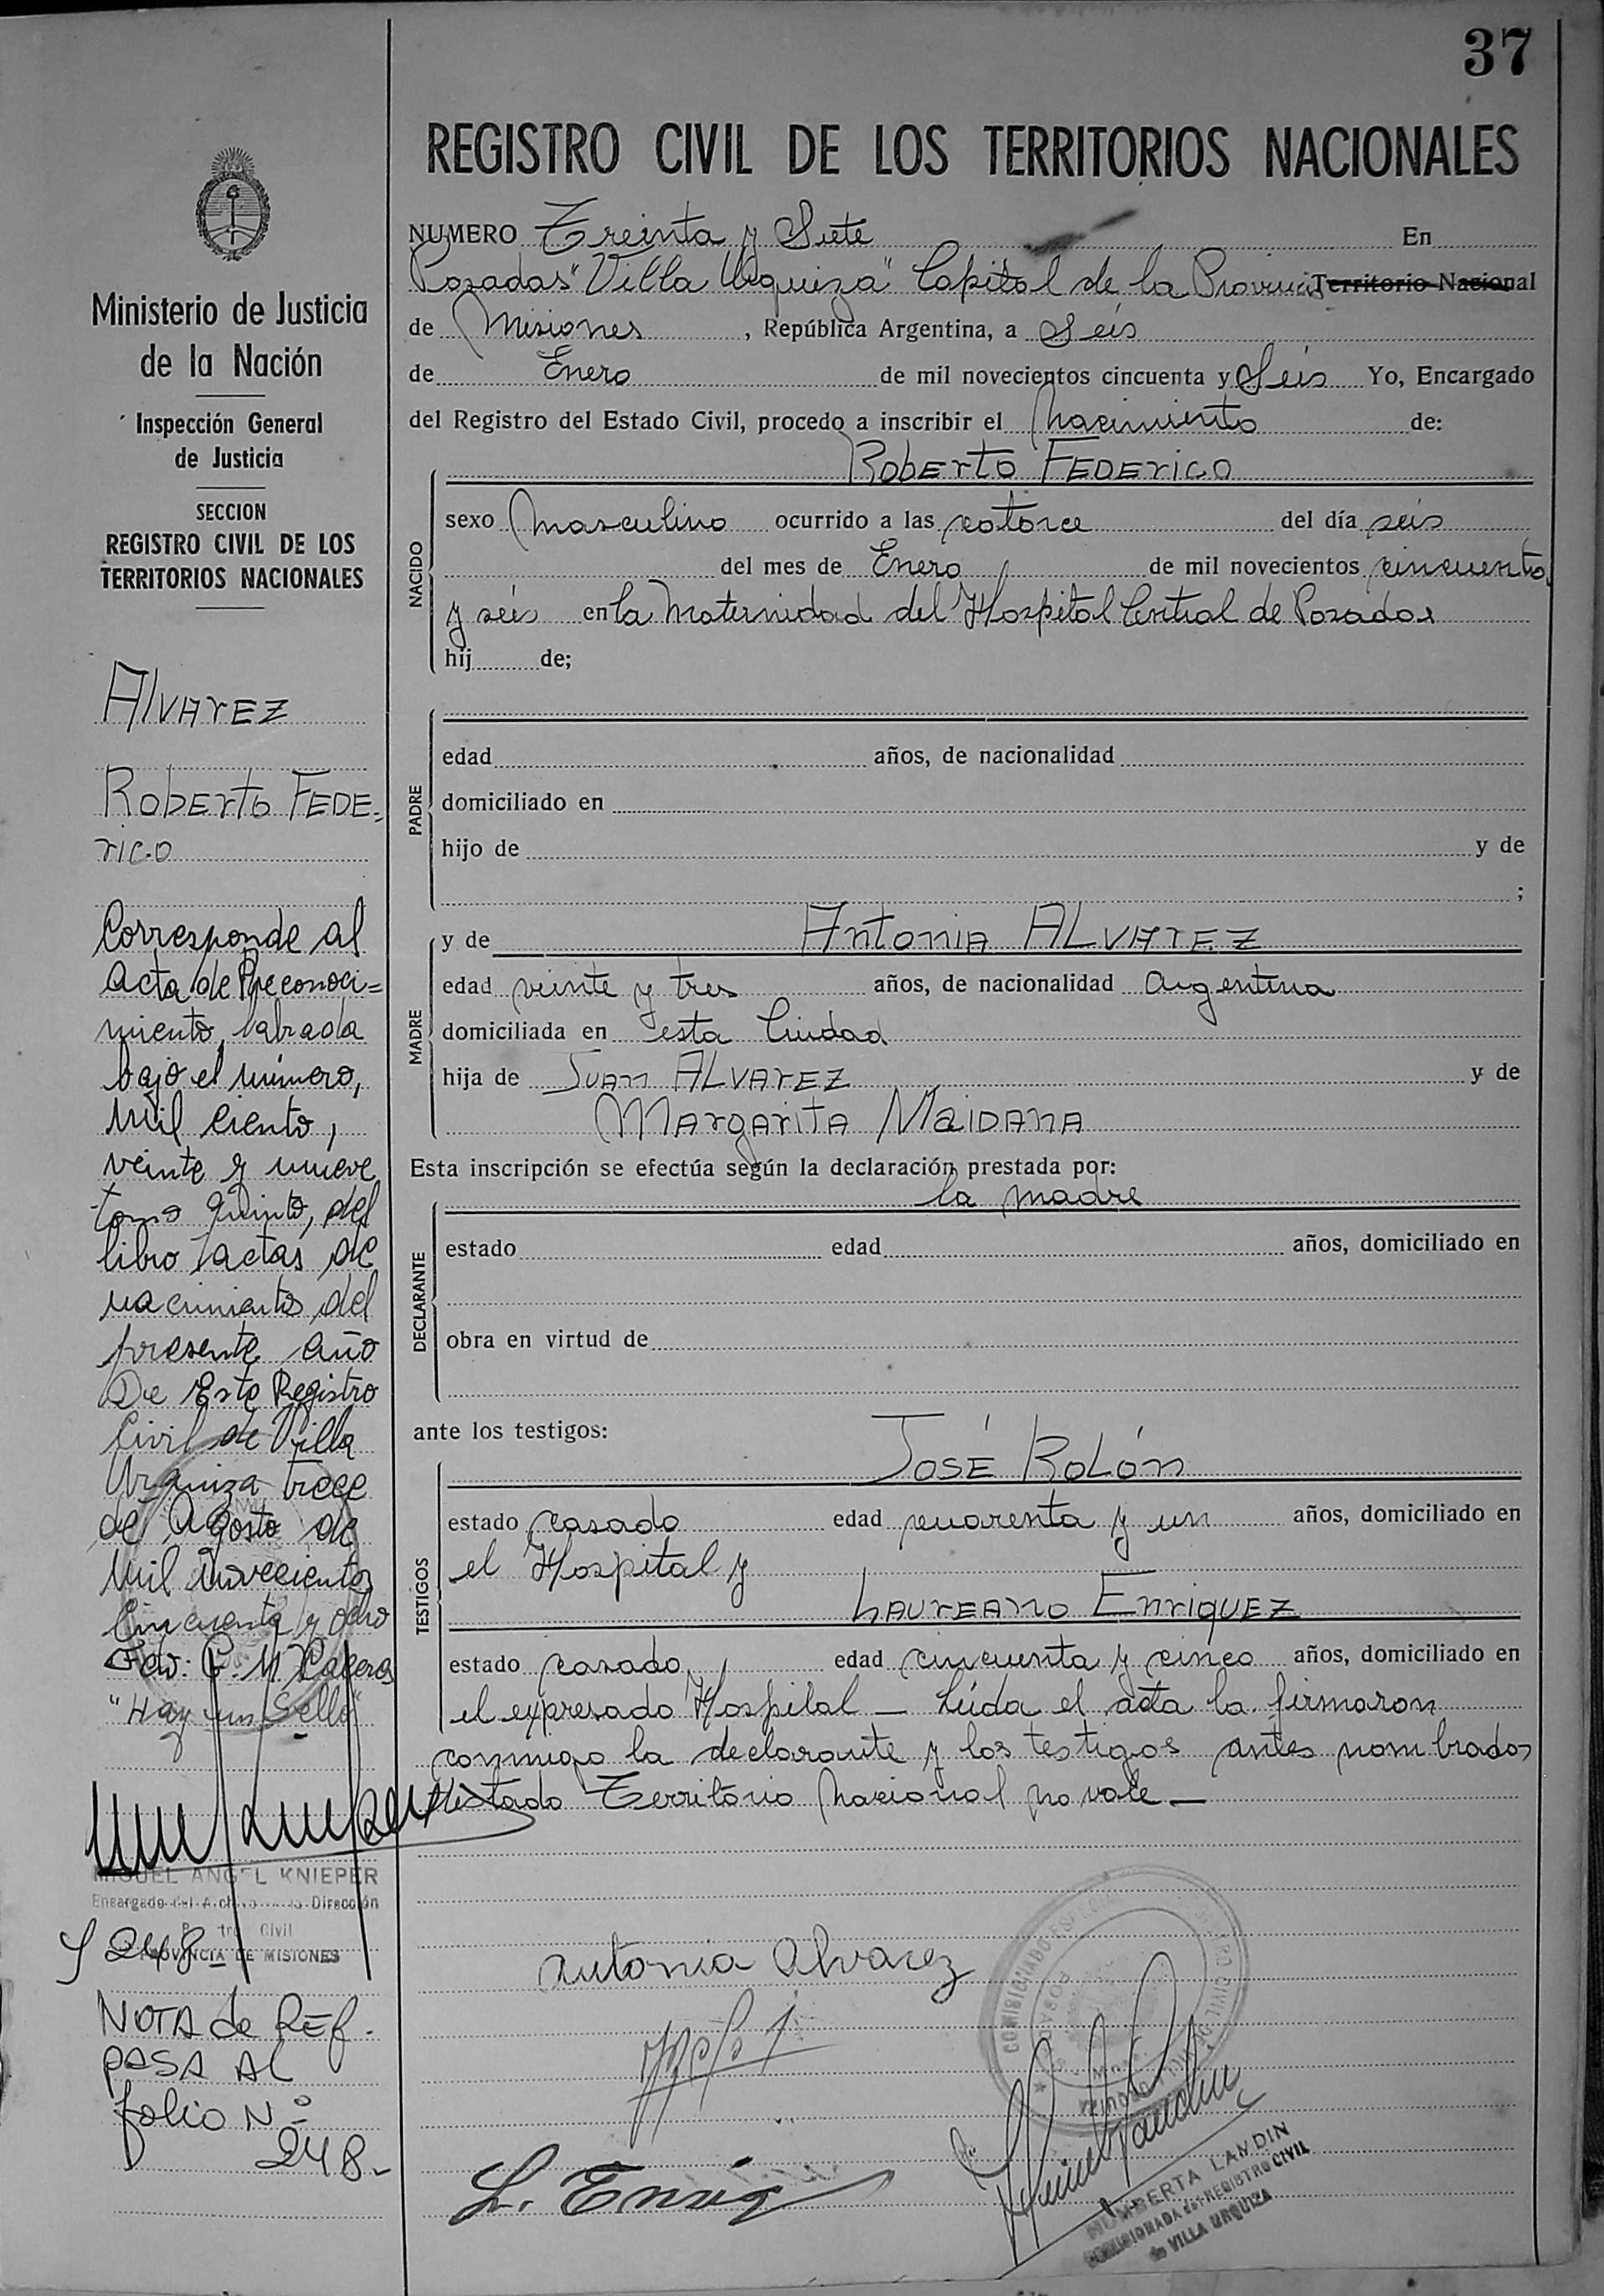 37
REGISTRO CIVIL DE LOS TERRITORIOS NACIONALES
NUMERO Treinta y Siete En
Posadas "Villa Urquiza" Capital de la Provincia Territorio Nacional
de Misiones, República Argentina, a seis
de Enero de mil novecientos cincuenta y Seis Yo, Encargado
del Registro del Estado Civil, procedo a inscribir el nacimiento de:
Roberto Federico
NACIDO
sexo masculino ocurrido a las catorce del día seis
del mes de Enero de mil novecientos cincuenta
y seis en la Maternidad del Hospital Central de Posadas
hij de;
PADRE
edad años, de nacionalidad
domiciliado en
hijo de y de
;
MADRE
y de Antonia ALVArEZ
edad veinte y tres años, de nacionalidad Argentina
domiciliada en esta Ciudad
hija de Juan ALVArEZ y de
Margarita Maidana
Esta inscripción se efectúa según la declaración prestada por:
la madre
DECLARANTE
estado edad años, domiciliado en
obra en virtud de
ante los testigos:
José Rolón
TESTIGOS
estado casado edad cuarenta y un años, domiciliado en
el Hospital y
Laureano Enriquez
estado casado, edad cincuenta y cinco años, domiciliado en
el expresado Hospital — Leída el acta la firmaron
conmigo la declarante y los testigos antes nombrados
Testado Territorio Nacional no vale —
Antonia Alvarez
L. Enriq
HUMBERTA LANDIN
COMISIONADA del REGISTRO CIVIL
de VILLA URQUIZA
Ministerio de Justicia
de la Nación
Inspección General
de Justicia
SECCION
REGISTRO CIVIL DE LOS
TERRITORIOS NACIONALES
Alvarez
Roberto Fede=
rico
Corresponde al
acta de Reconoci=
miento, labrada
bajo el número,
mil ciento,
veinte y nueve
tomo quinto, del
libro actas de
nacimientos del
presente año
De Este Registro
Civil de Villa
Urquiza trece
de Agosto de
Mil novecientos
Cincuenta y ocho
"Hay un Sello"
MIGUEL ANGEL KNIEPER
Encargado del Archivo Dirección
Registro Civil
PROVINCIA DE MISIONES
248
NOTA de REF.
PASA AL
folio Nº
248-